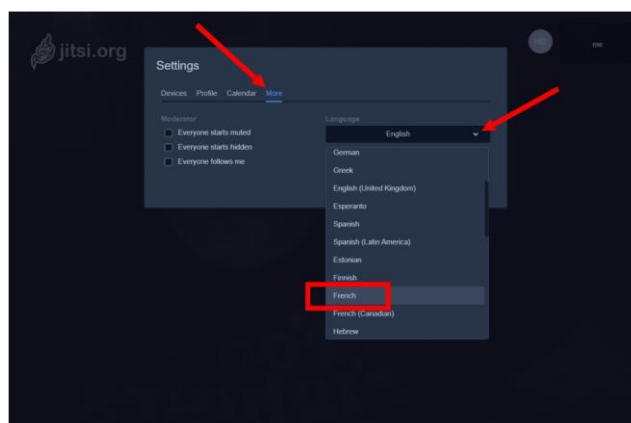 jitsi.org
me
Settings
Devices Profile Calendar More
Moderator
Everyone starts muted
Everyone starts hidden
Everyone follows me
Language
English
German
Greek
English (United Kingdom)
Esperanto
Spanish
Spanish (Latin America)
Estonian
Finnish
French
French (Canadian)
Hebrew